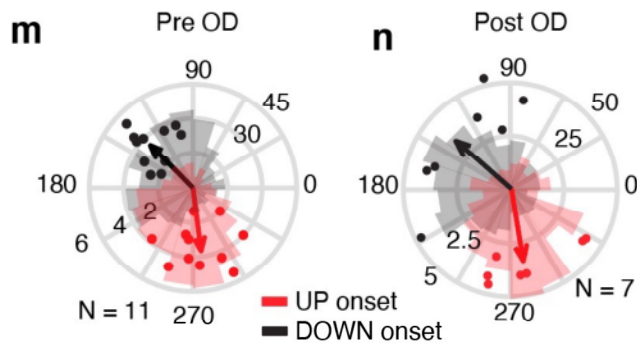 m
Pre OD
90
45
30
180
0
2
4
6
N = 11
270
n
Post OD
90
50
25
180
0
2.5
5
N = 7
270
UP onset
DOWN onset